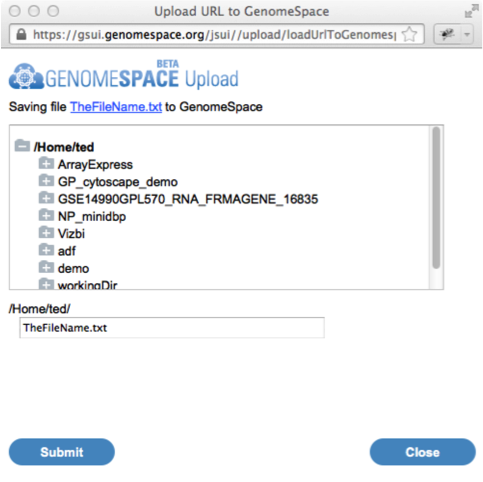 Upload URL to GenomeSpace
https://gsui.genomespace.org/jsui//upload/loadUrlToGenomes
BETA
GENOMESPACE Upload
Saving file TheFileName.txt to GenomeSpace
/Home/ted
ArrayExpress
GP_cytoscape_demo
GSE14990GPL570_RNA_FRMAGENE_16835
NP_minidbp
Vizbi
adf
demo
workingDir
/Home/ted/
TheFileName.txt
Submit
Close